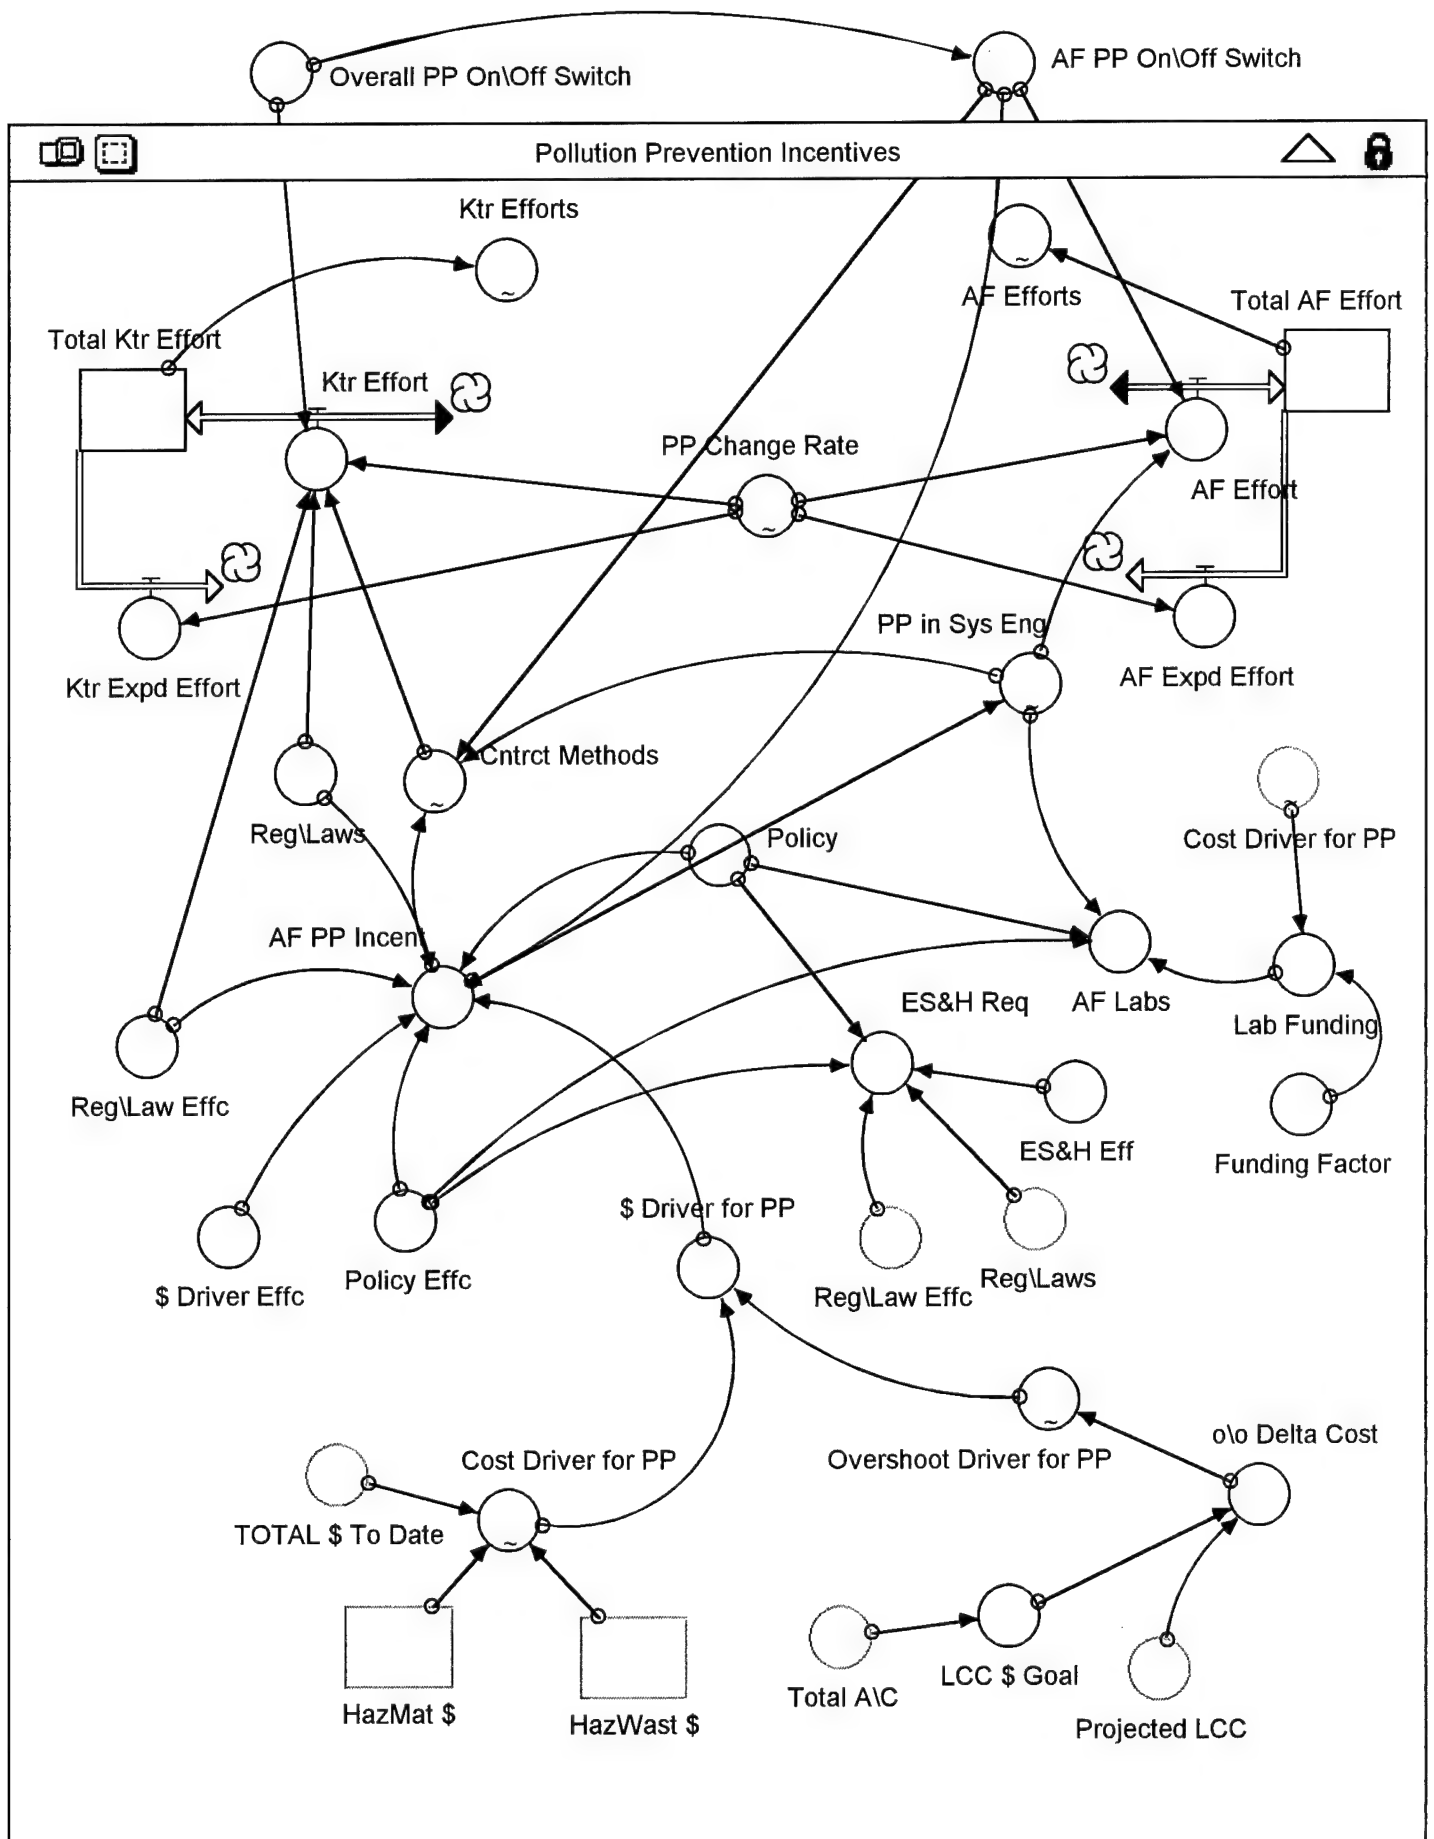 Overall PP On\Off Switch
AF PP On\Off Switch
Pollution Prevention Incentives
Ktr Efforts
AF Efforts
Total AF Effort
Total Ktr Effort
Ktr Effort
PP Change Rate
AF Effort
PP in Sys Eng
AF Expd Effort
Ktr Expd Effort
Cntrct Methods
Reg\Laws
Policy
Cost Driver for PP
AF PP Incent
ES&H Req
AF Labs
Lab Funding
Reg\Law Effc
ES&H Eff
Funding Factor
$ Driver for PP
$ Driver Effc
Policy Effc
Reg\Law Effc
Reg\Laws
o\o Delta Cost
Cost Driver for PP
Overshoot Driver for PP
TOTAL $ To Date
LCC $ Goal
Total A\C
HazMat $
HazWast $
Projected LCC